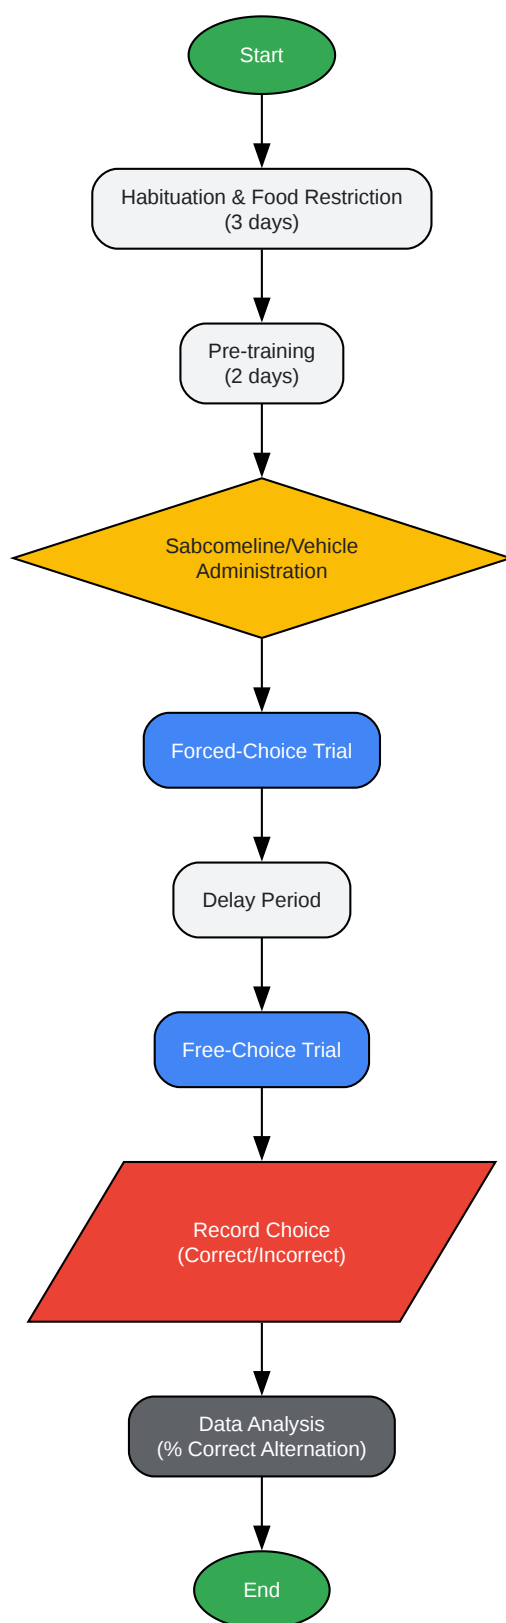 Start
Habituation & Food Restriction
(3 days)
Pre-training
(2 days)
Sabcomeline/Vehicle
Administration
Forced-Choice Trial
Delay Period
Free-Choice Trial
Record Choice
(Correct/Incorrect)
Data Analysis
(% Correct Alternation)
End